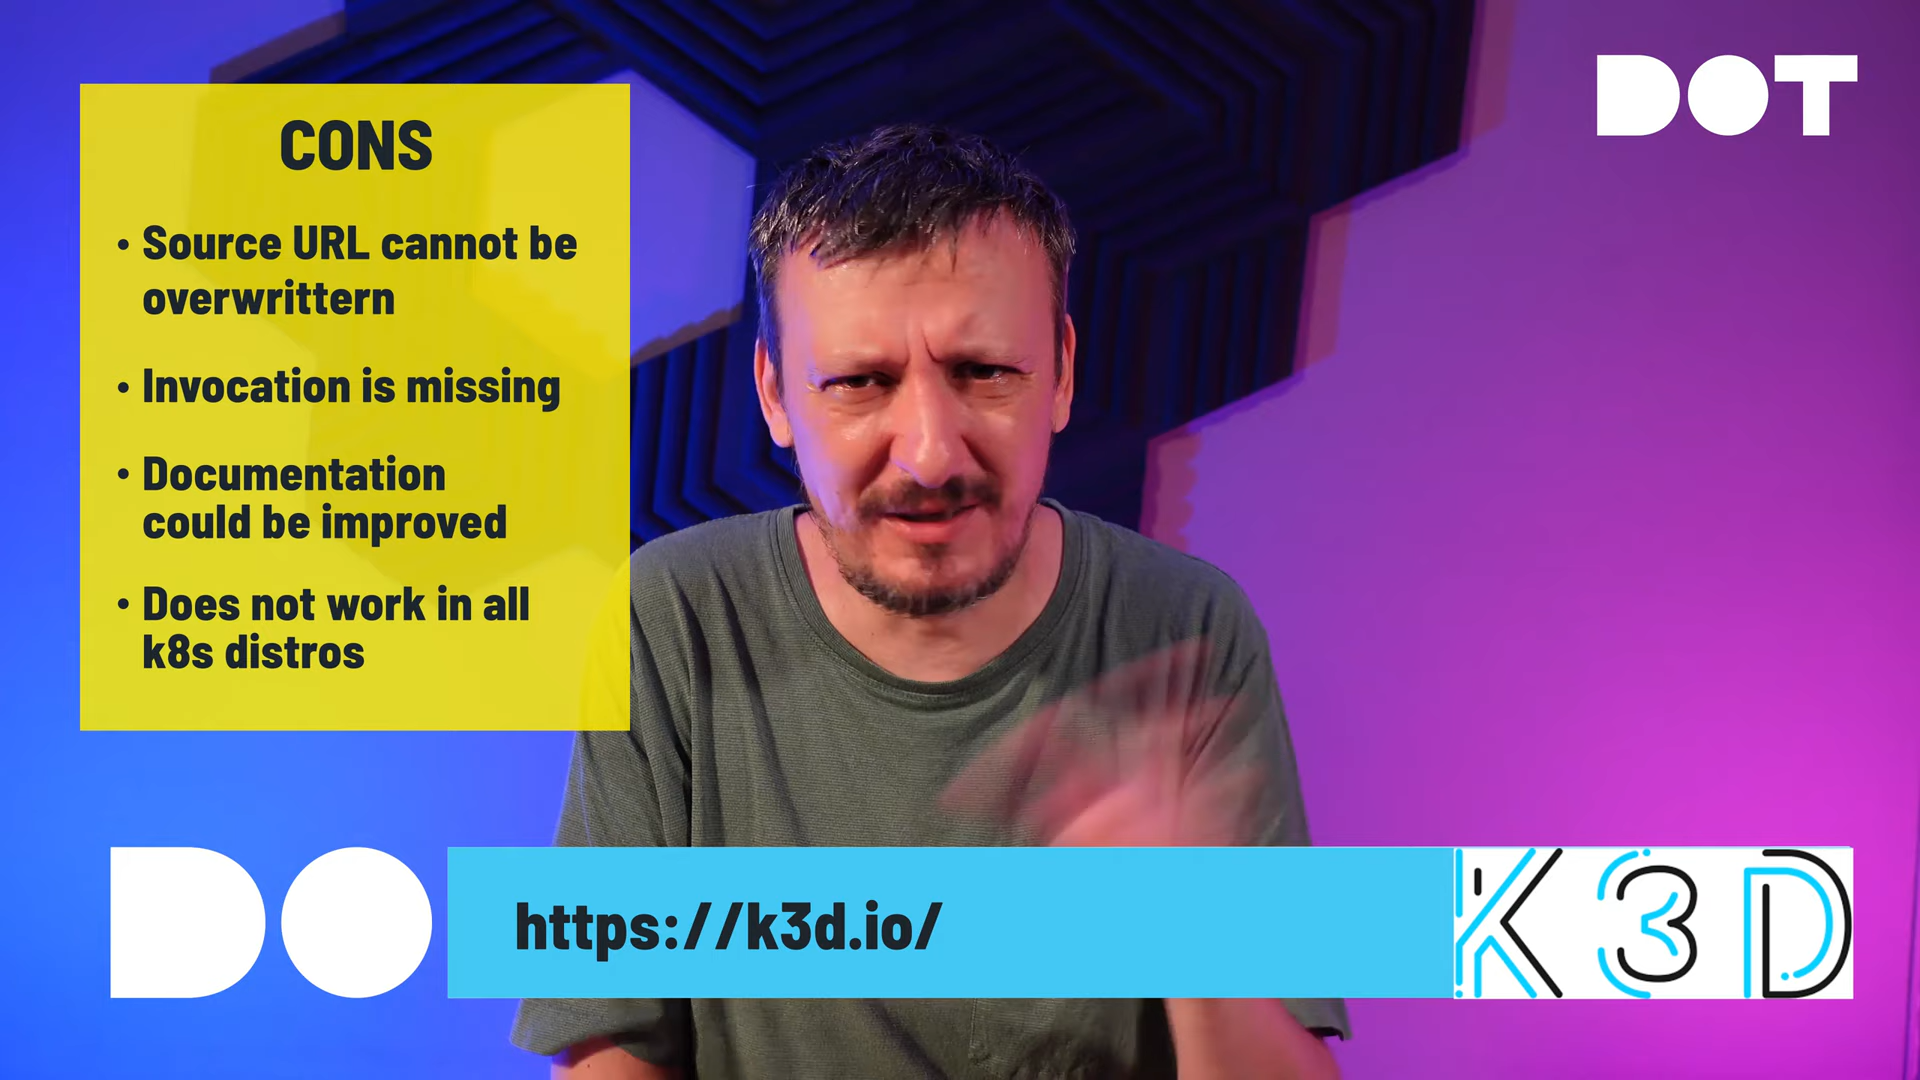 DOT
CONS
• Source URL cannot be
overwrittern
• Invocation is missing
• Documentation
could be improved
• Does not work in all
k8s distros
DO
https://k3d.io/
K3D